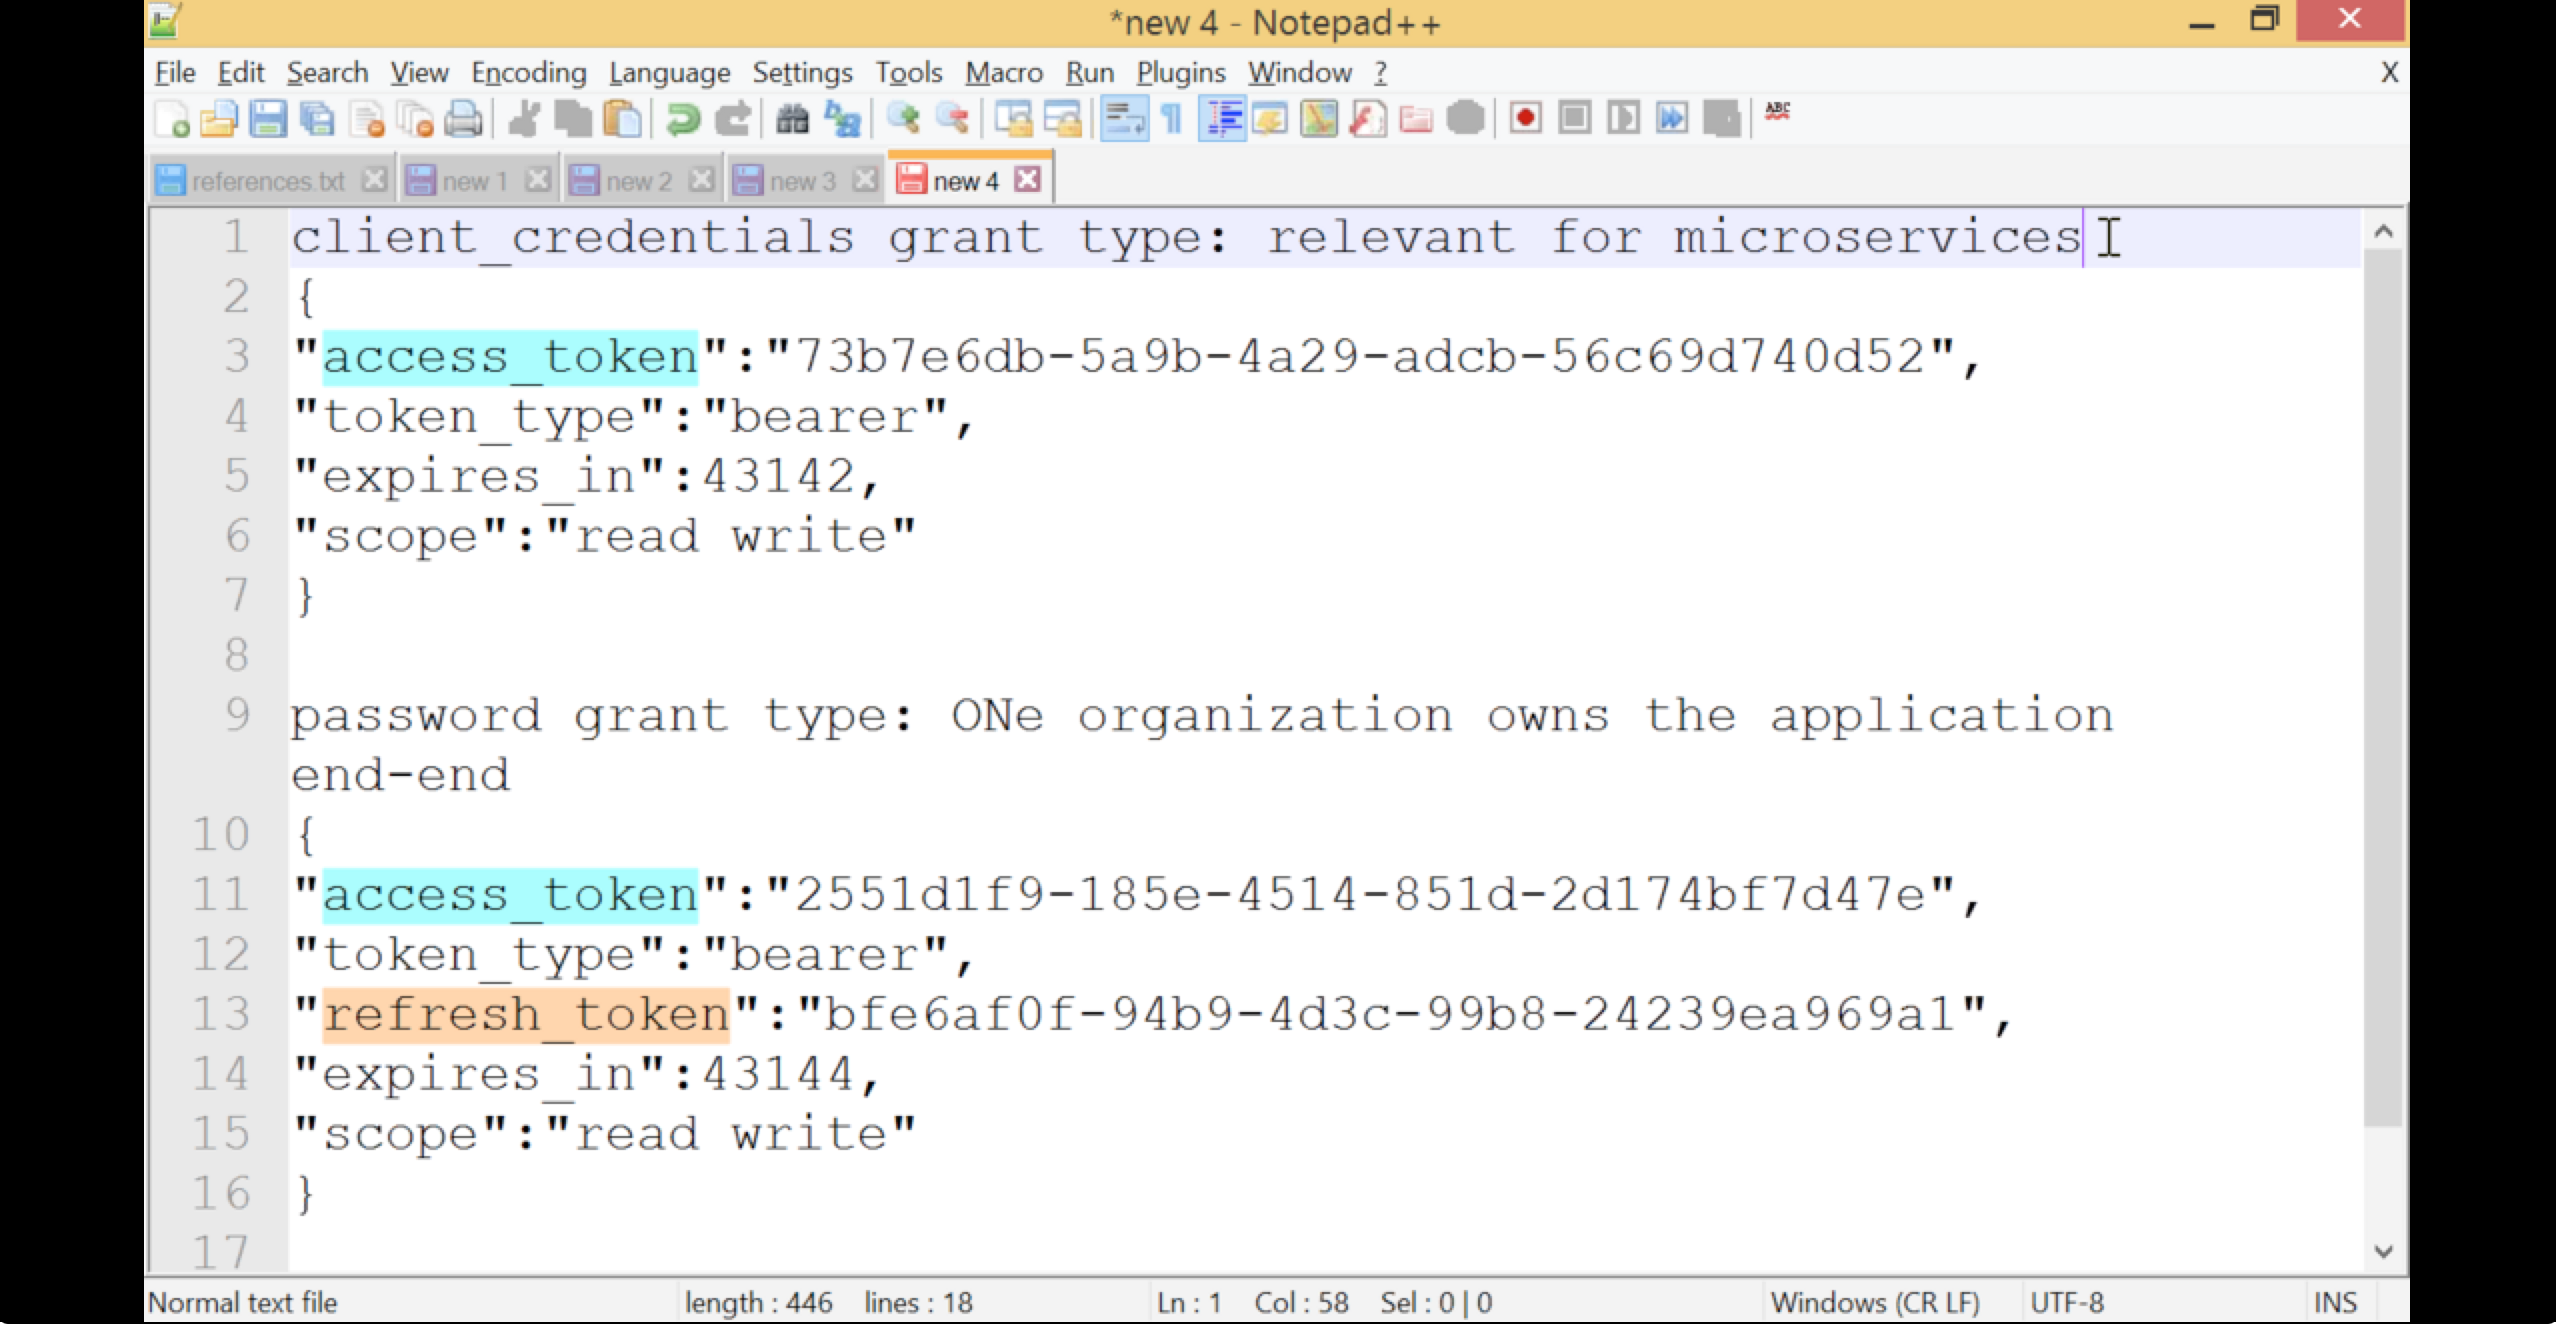 *new 4 - Notepad++
File Edit Search View Encoding Language Settings Tools Macro Run Plugins Window ? X
ABC
references.txt new 1 new 2 new 3 new 4
1 client_credentials grant type: relevant for microservices
2 {
3 "access_token":"73b7e6db-5a9b-4a29-adcb-56c69d740d52",
4 "token_type":"bearer",
5 "expires_in":43142,
6 "scope":"read write"
7 }
8
9 password grant type: ONe organization owns the application
end-end
10 {
11 "access_token":"2551d1f9-185e-4514-851d-2d174bf7d47e",
12 "token_type":"bearer",
13 "refresh_token":"bfe6af0f-94b9-4d3c-99b8-24239ea969a1",
14 "expires_in":43144,
15 "scope":"read write"
16 }
17
Normal text file length : 446 lines : 18 Ln : 1 Col : 58 Sel : 0 | 0 Windows (CR LF) UTF-8 INS